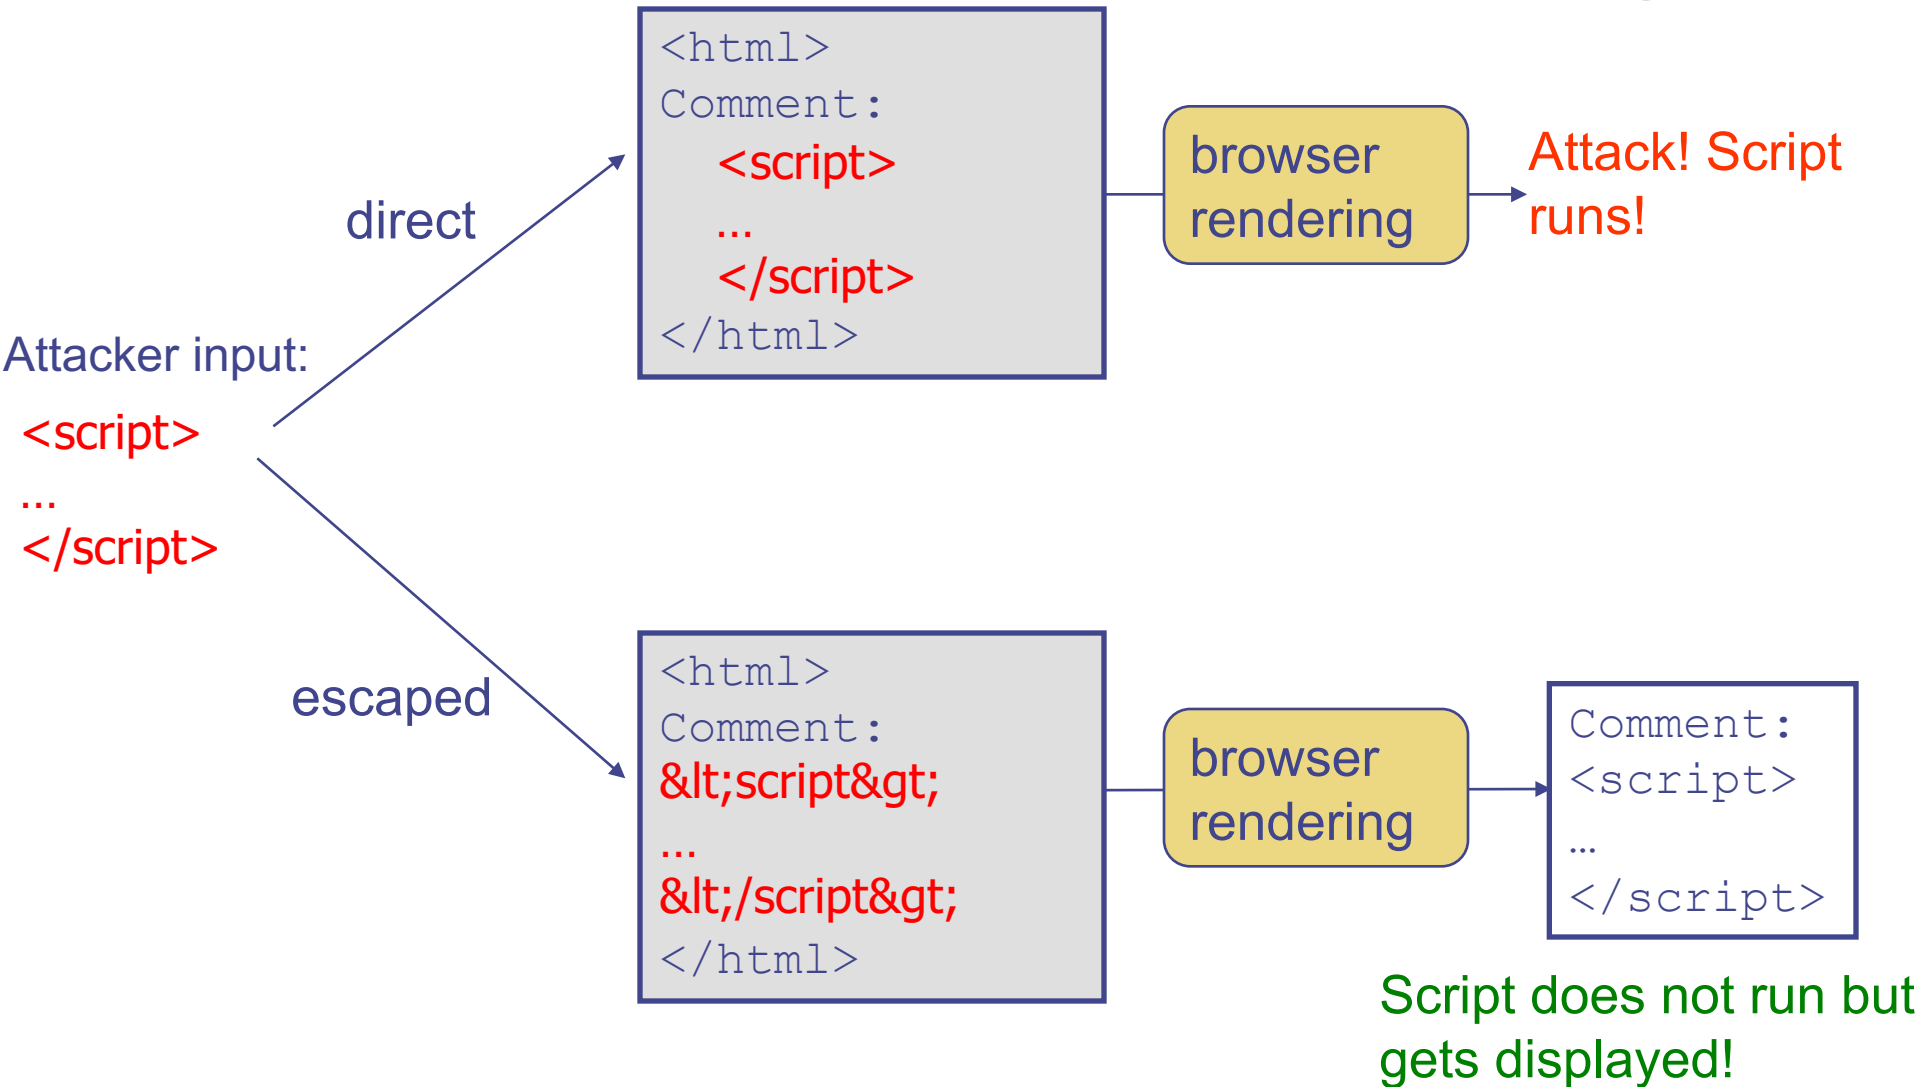 Attacker input:
<script>
...
</script>
direct
<html>
Comment:
<script>
...
</script>
</html>
browser
rendering
Attack! Script
runs!
escaped
<html>
Comment:
&lt;script&gt;
...
&lt;/script&gt;
</html>
browser
rendering
Comment:
<script>
…
</script>
Script does not run but
gets displayed!